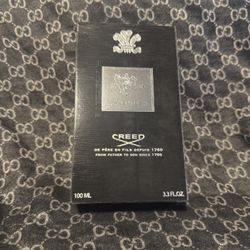 CREED
DE PÈRE EN FILS DEPUIS 1760
FROM FATHER TO SON SINCE 1760
100 ML 3.3 FL.OZ.